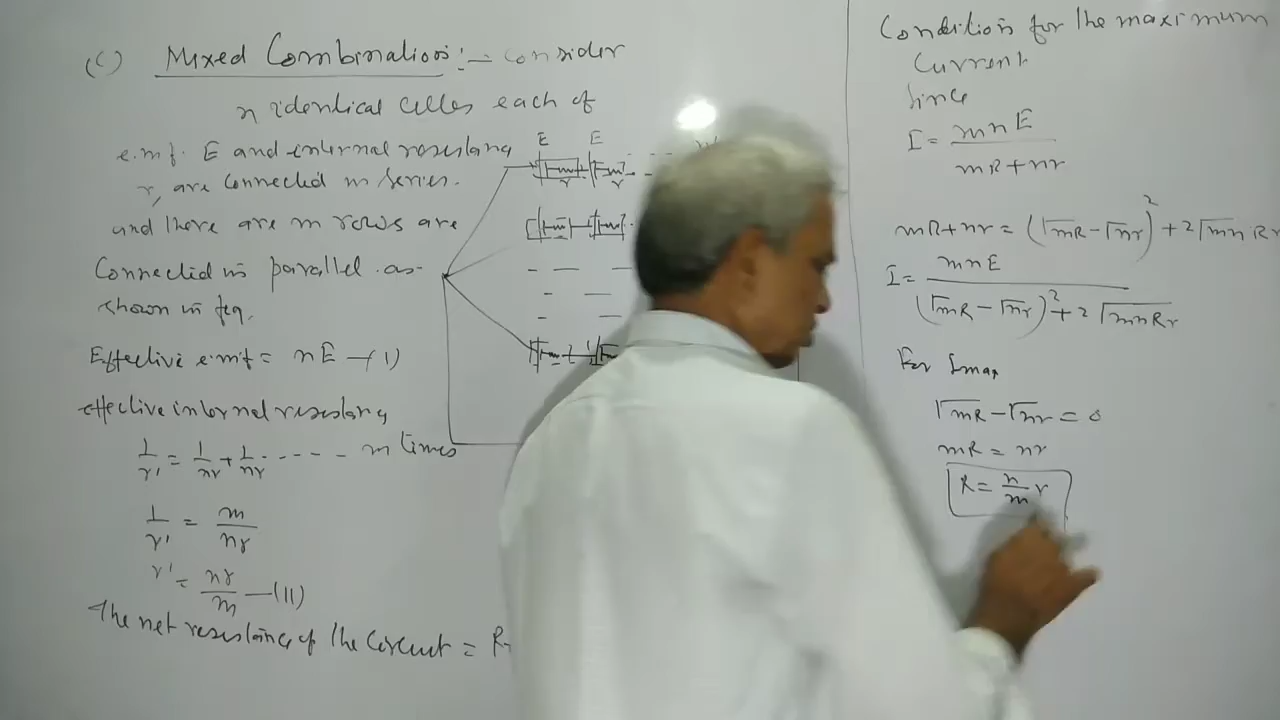 (C) Mixed Combination :- consider
n identical cells each of
e.m.f. E and internal resistance
r, are connected in series.
and there are m rows are
connected in parallel as
shown in fig.
Effective e.m.f = nE —(1)
effective internal resistance
1/r' = 1/nr + 1/nr ----- m times
1/r' = m/nr
r' = nr/m —(11)
The net resistance of the circuit = R
E E
r r
Condition for the maximum
Current
Since
I = mnE / mR+nr
mR+nr = (√mR - √nr)² + 2√mnRr
I = mnE / (√mR - √nr)² + 2√mnRr
For Imax
√mR - √nr = 0
mR = nr
R = n/m r